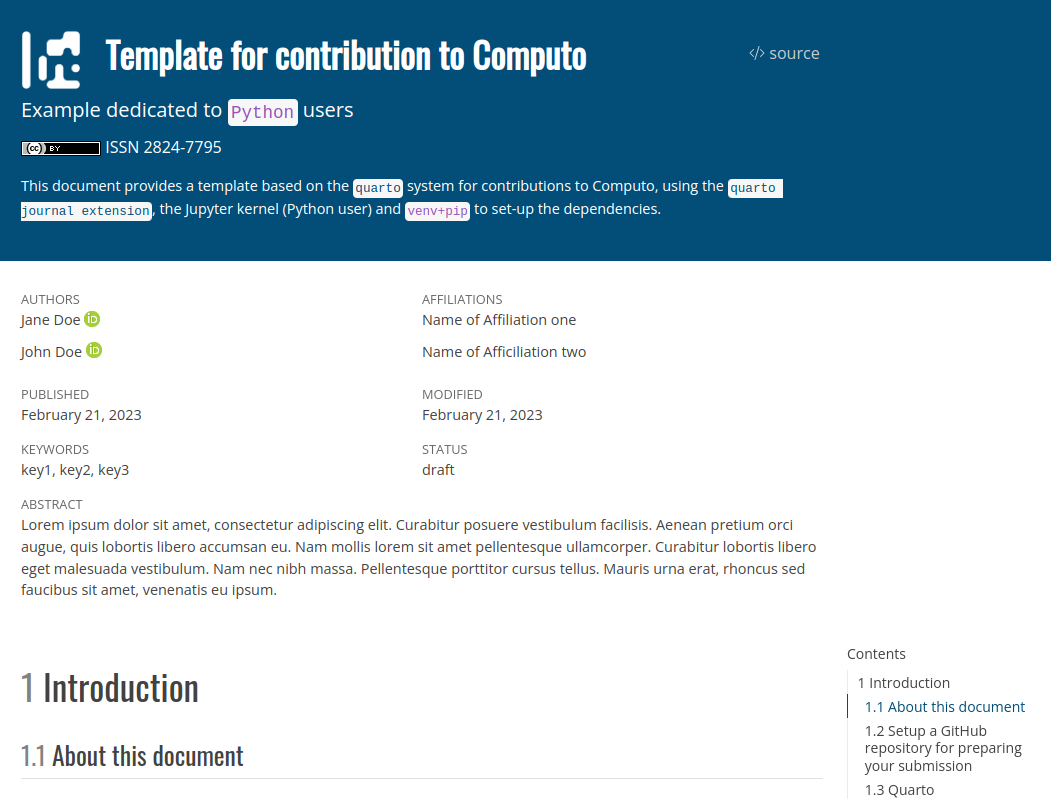 Template for contribution to Computo
</> source
Example dedicated to Python users
cc BY ISSN 2824-7795
This document provides a template based on the quarto system for contributions to Computo, using the quarto
journal extension, the Jupyter kernel (Python user) and venv+pip to set-up the dependencies.
AUTHORS
AFFILIATIONS
Jane Doe iD
Name of Affiliation one
John Doe iD
Name of Afficiliation two
PUBLISHED
MODIFIED
February 21, 2023
February 21, 2023
KEYWORDS
STATUS
key1, key2, key3
draft
ABSTRACT
Lorem ipsum dolor sit amet, consectetur adipiscing elit. Curabitur posuere vestibulum facilisis. Aenean pretium orci
augue, quis lobortis libero accumsan eu. Nam mollis lorem sit amet pellentesque ullamcorper. Curabitur lobortis libero
eget malesuada vestibulum. Nam nec nibh massa. Pellentesque porttitor cursus tellus. Mauris urna erat, rhoncus sed
faucibus sit amet, venenatis eu ipsum.
1 Introduction
1.1 About this document
Contents
1 Introduction
1.1 About this document
1.2 Setup a GitHub
repository for preparing
your submission
1.3 Quarto